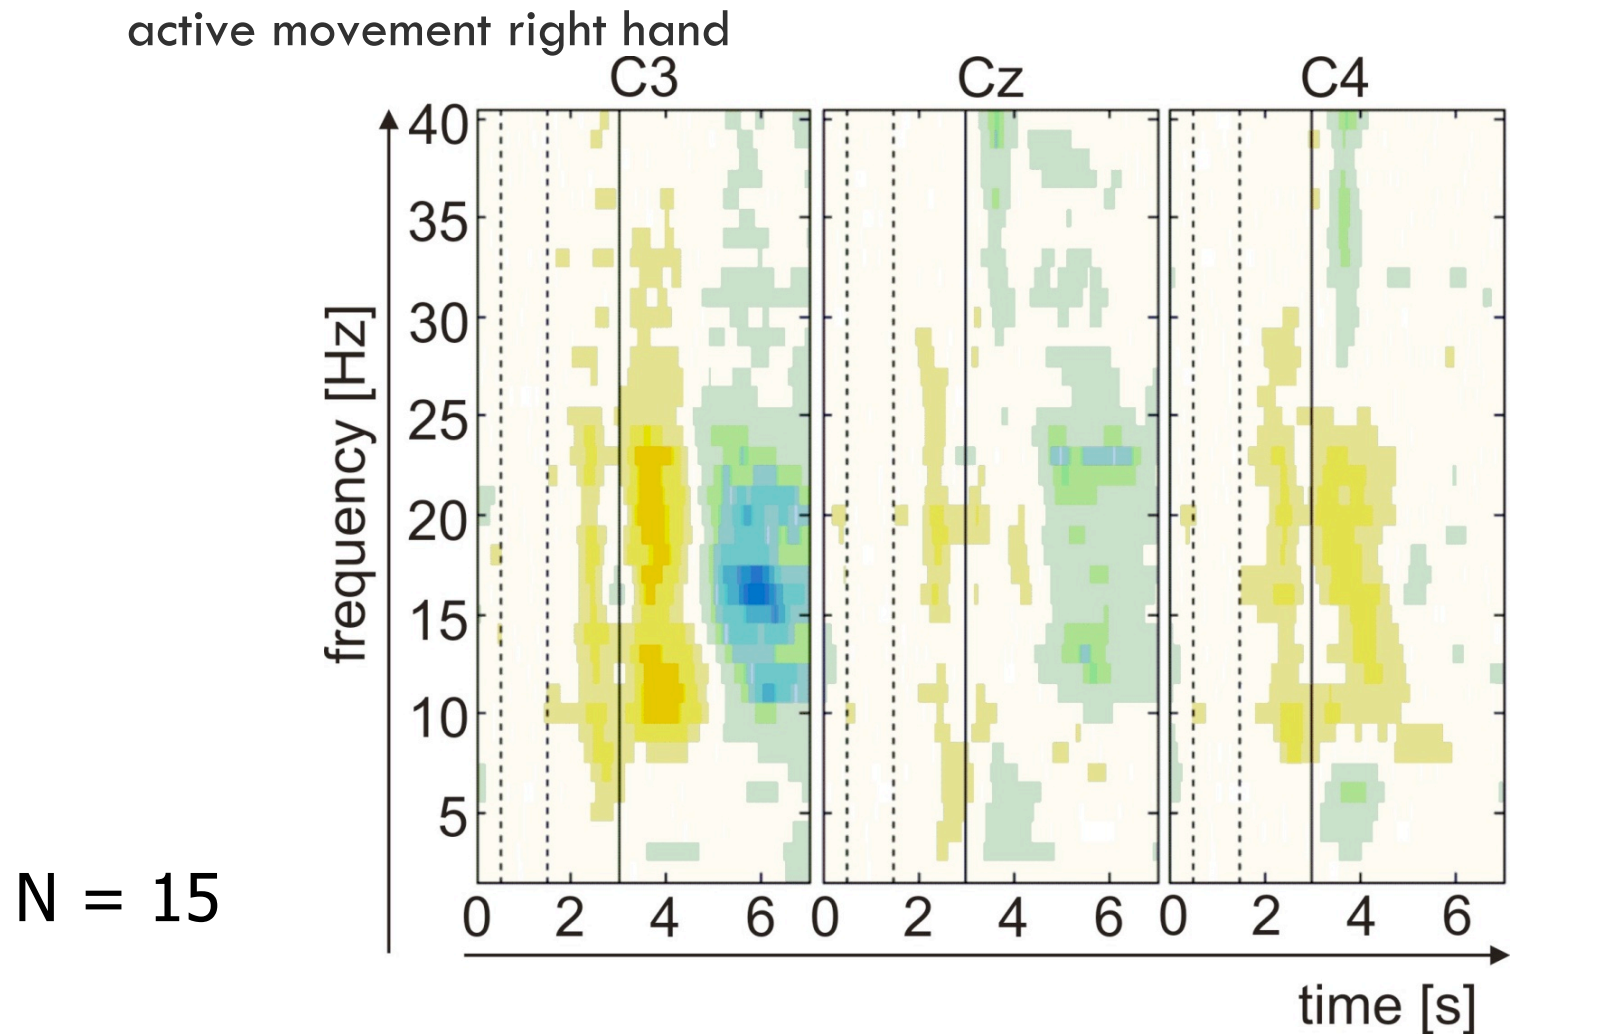 active movement right hand
C3 Cz C4
frequency [Hz]
40
35
30
25
20
15
10
5
N = 15
0 2 4 6 0 2 4 6 0 2 4 6
time [s]